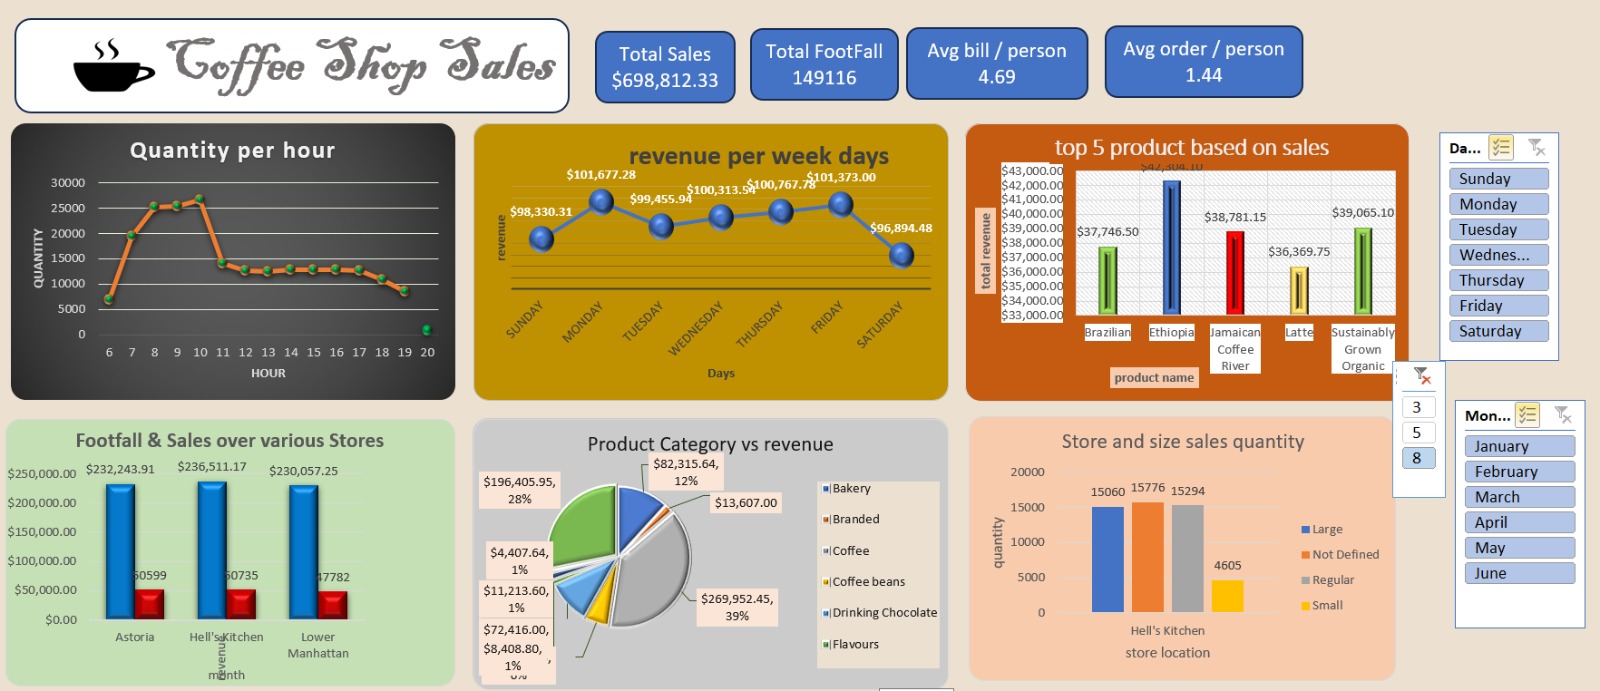 Coffee Shop Sales
Total Sales
$698,812.33
Total FootFall
149116
Avg bill / person
4.69
Avg order / person
1.44
Quantity per hour
30000
25000
20000
15000
10000
5000
0
QUANTITY
6 7 8 9 10 11 12 13 14 15 16 17 18 19 20
HOUR
revenue per week days
revenue
$98,330.31
$101,677.28
$99,455.94
$100,313.54
$100,767.78
$101,373.00
$96,894.48
SUNDAY
MONDAY
TUESDAY
WEDNESDAY
THURSDAY
FRIDAY
SATURDAY
Days
top 5 product based on sales
total revenue
$43,000.00
$42,000.00
$41,000.00
$40,000.00
$39,000.00
$38,000.00
$37,000.00
$36,000.00
$35,000.00
$34,000.00
$33,000.00
$37,746.50
$42,304.10
$38,781.15
$36,369.75
$39,065.10
Brazilian
Ethiopia
Jamaican
Coffee
River
Latte
Sustainably
Grown
Organic
product name
Da...
Sunday
Monday
Tuesday
Wednes...
Thursday
Friday
Saturday
3
5
8
Mon...
January
February
March
April
May
June
Footfall & Sales over various Stores
$250,000.00
$200,000.00
$150,000.00
$100,000.00
$50,000.00
$0.00
$232,243.91
$236,511.17
$230,057.25
50599
50735
47782
Astoria
Hell's Kitchen
Lower
Manhattan
revenue
month
Product Category vs revenue
$82,315.64,
12%
$13,607.00
$269,952.45,
39%
$196,405.95,
28%
$4,407.64,
1%
$11,213.60,
1%
$72,416.00,
$8,408.80,
1%
Bakery
Branded
Coffee
Coffee beans
Drinking Chocolate
Flavours
Store and size sales quantity
quantity
20000
15000
10000
5000
0
15060
15776
15294
4605
Hell's Kitchen
store location
Large
Not Defined
Regular
Small